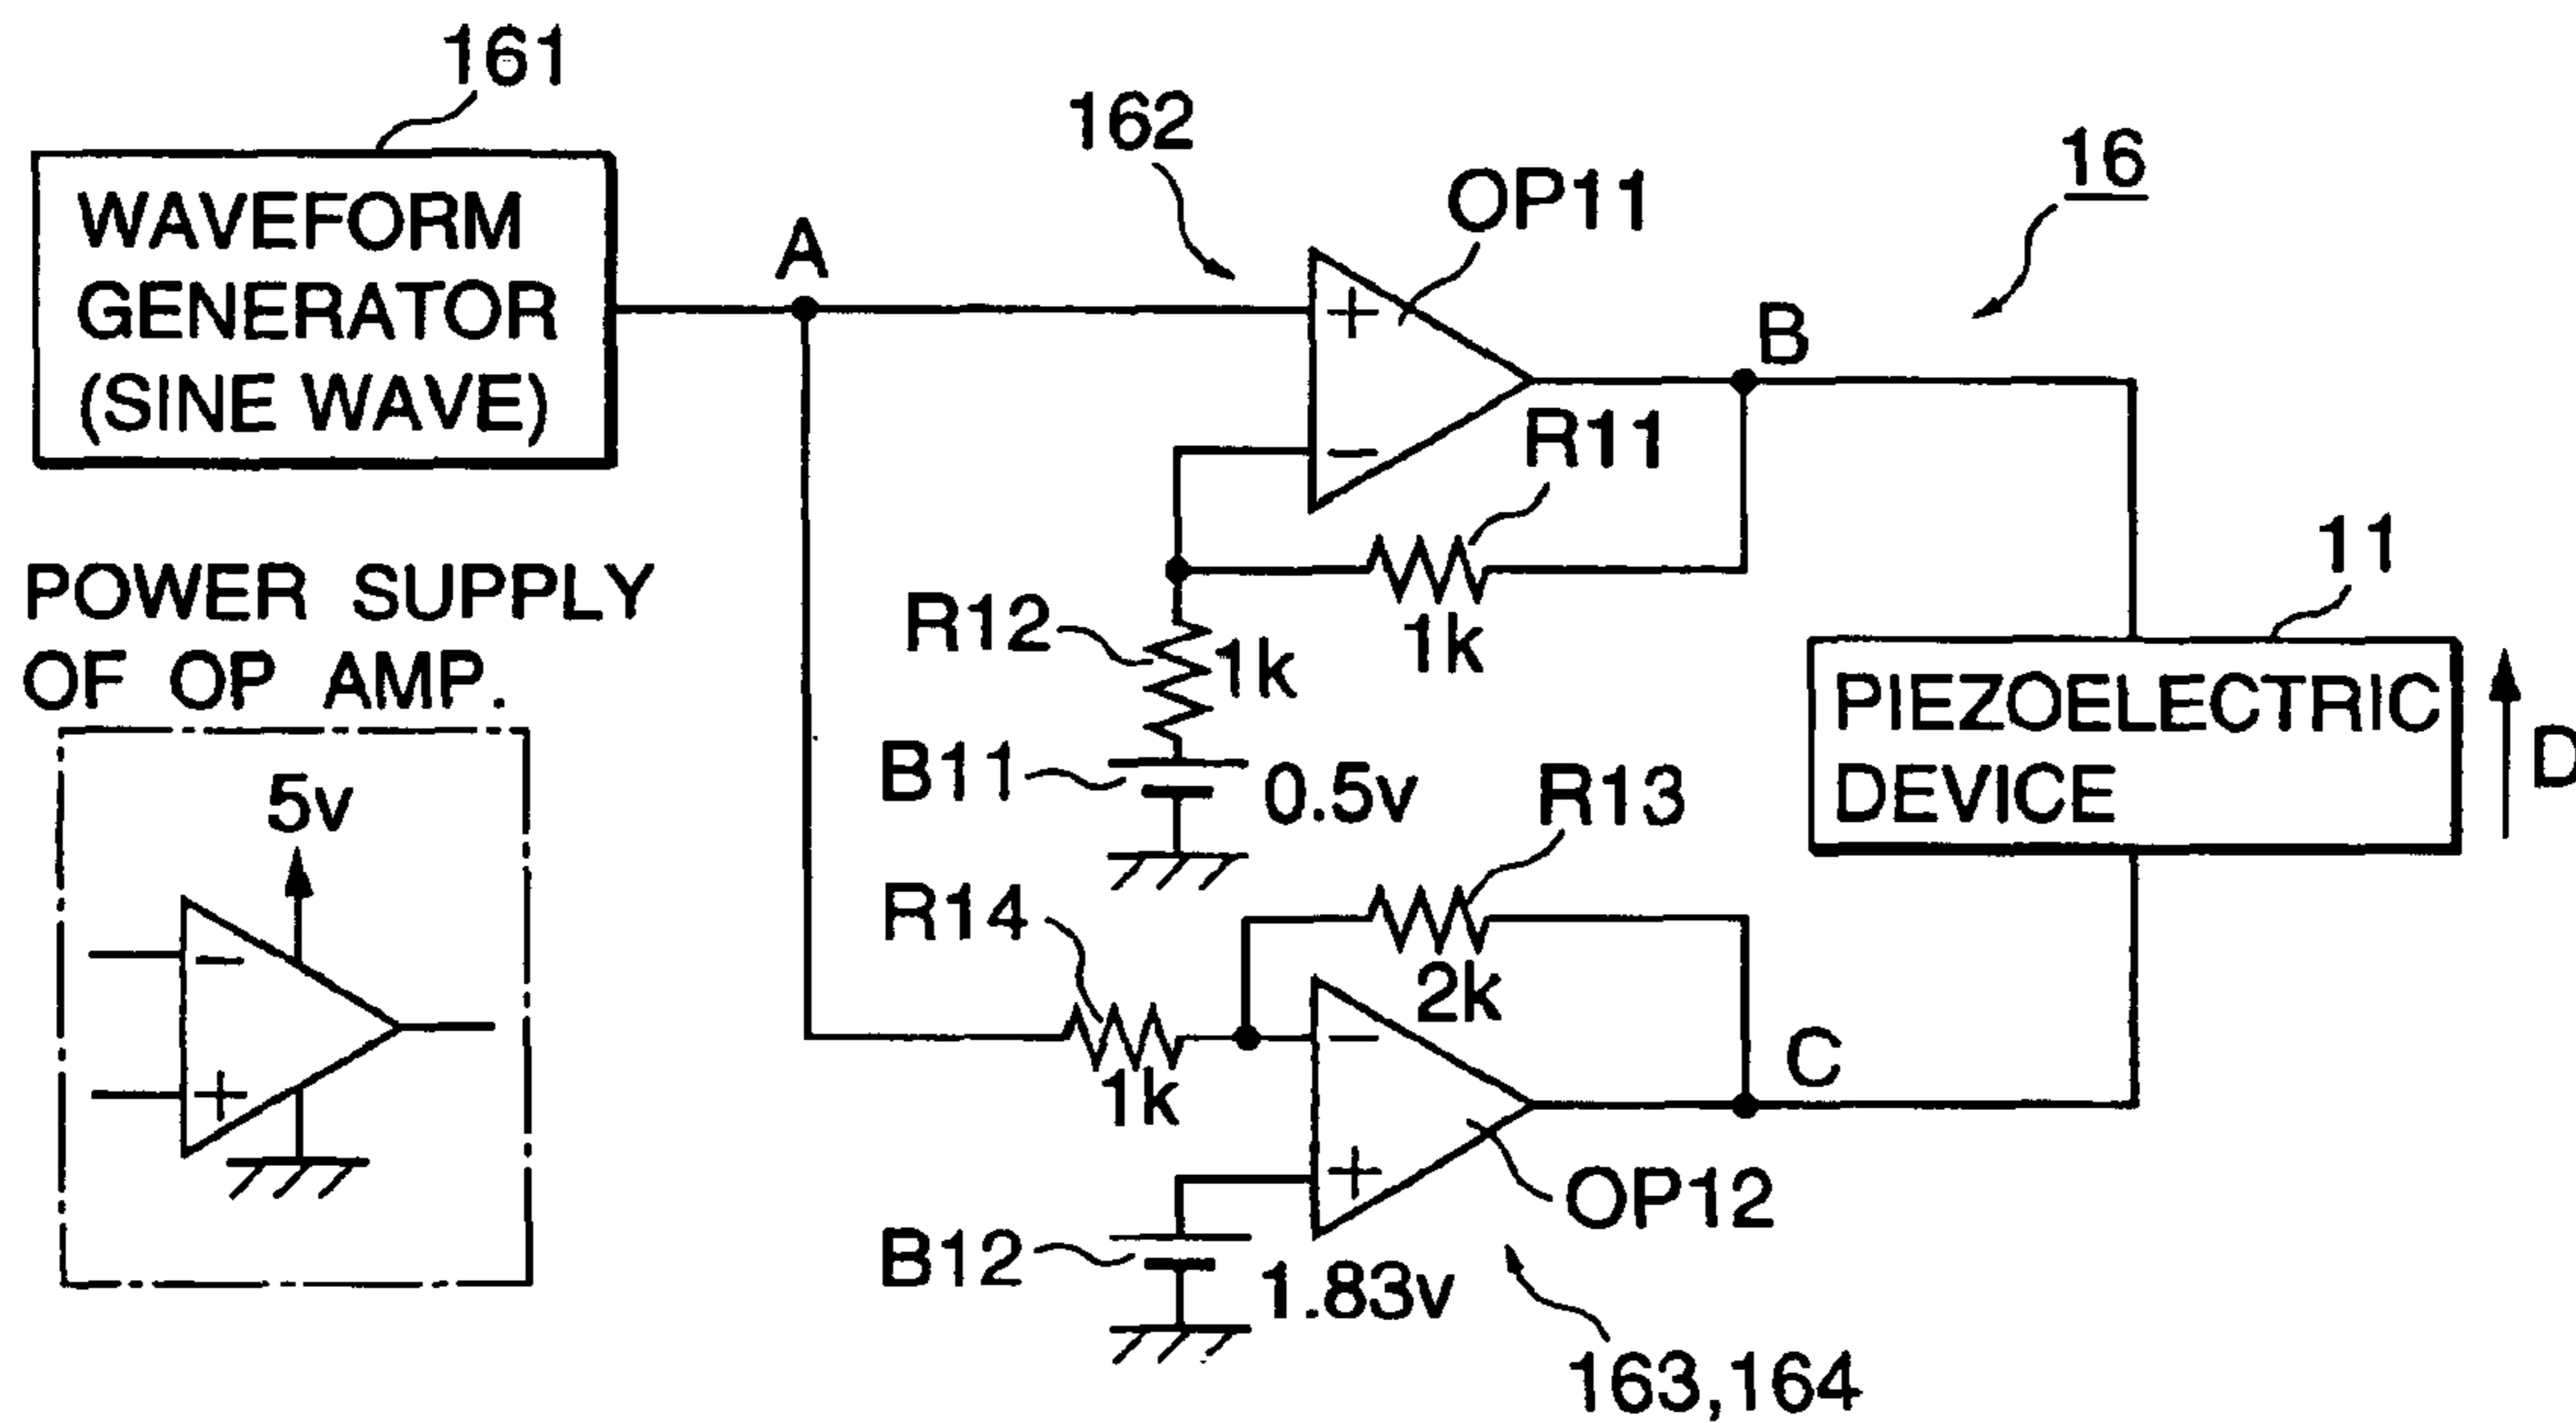 161
WAVEFORM
GENERATOR
(SINE WAVE)
A
162
OP11
+
−
B
16
R11
1k
R12
1k
B11
0.5v
11
PIEZOELECTRIC
DEVICE
D
POWER SUPPLY
OF OP AMP.
5v
−
+
R14
1k
R13
2k
−
+
C
OP12
B12
1.83v
163,164